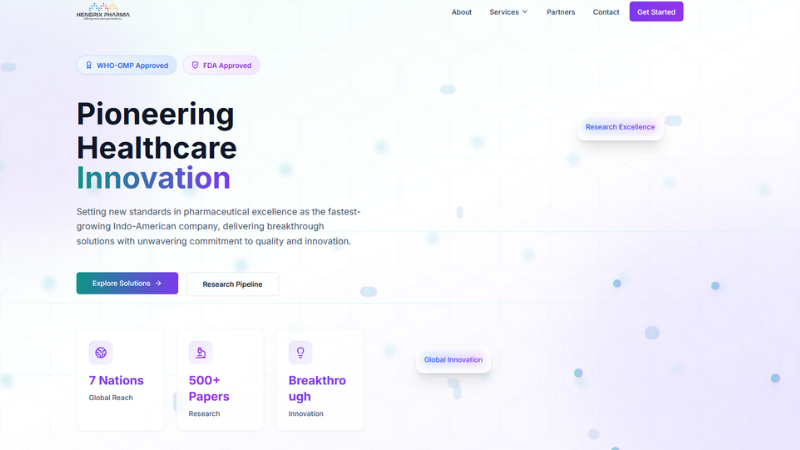 HENDRIX PHARMA
About
Services
Partners
Contact
Get Started
WHO-GMP Approved
FDA Approved
Pioneering
Healthcare
Innovation
Research Excellence
Setting new standards in pharmaceutical excellence as the fastest-
growing Indo-American company, delivering breakthrough
solutions with unwavering commitment to quality and innovation.
Explore Solutions →
Research Pipeline
Global Innovation
7 Nations
Global Reach
500+
Papers
Research
Breakthro
ugh
Innovation